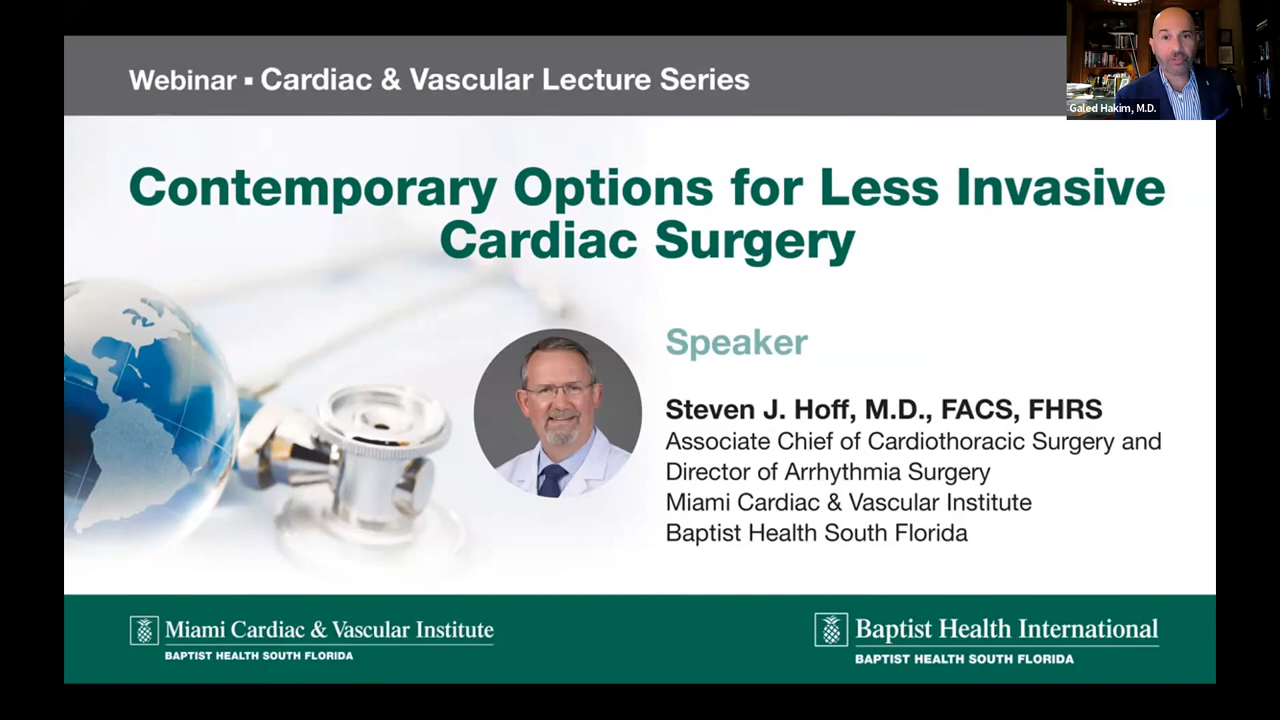 Webinar ▪ Cardiac & Vascular Lecture Series
Galed Hakim, M.D.
Contemporary Options for Less Invasive
Cardiac Surgery
Speaker
Steven J. Hoff, M.D., FACS, FHRS
Associate Chief of Cardiothoracic Surgery and
Director of Arrhythmia Surgery
Miami Cardiac & Vascular Institute
Baptist Health South Florida
Miami Cardiac & Vascular Institute
BAPTIST HEALTH SOUTH FLORIDA
Baptist Health International
BAPTIST HEALTH SOUTH FLORIDA